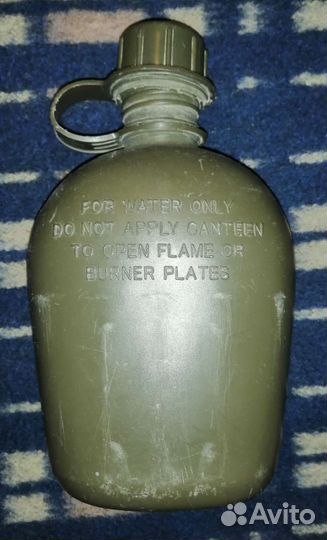 FOR WATER ONLY
DO NOT APPLY CANTEEN
TO OPEN FLAME OR
BURNER PLATES
Avito